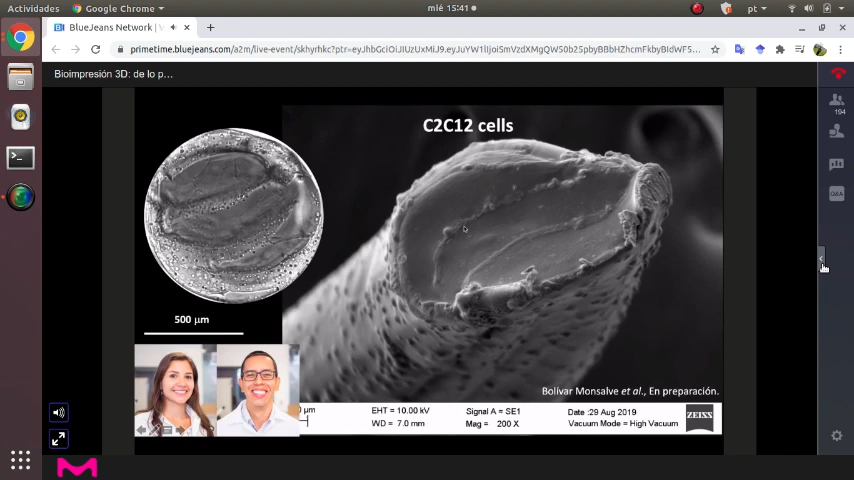 Actividades
Google Chrome
mié 15:41
pt
BlueJeans Network | V
primetime.bluejeans.com/a2m/live-event/skhyrhkc?ptr=
Bioimpresión 3D: de lo p...
194
Q&A
C2C12 cells
500 µm
Bolívar Monsalve et al., En preparación.
0 µm
EHT = 10.00 kV
Signal A = SE1
Date :29 Aug 2019
WD = 7.0 mm
Mag = 200 X
Vacuum Mode = High Vacuum
ZEISS
M